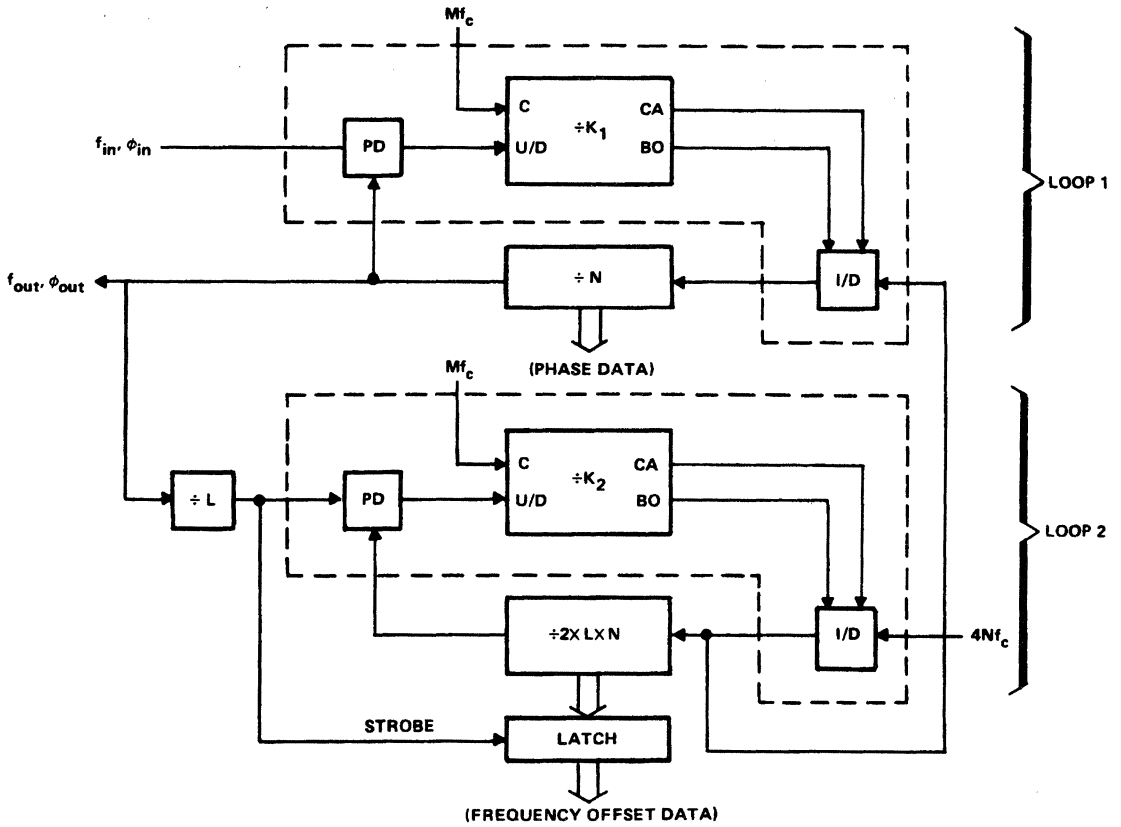 Mfc
C
CA
÷K1
fin, ϕin
PD
U/D
BO
LOOP 1
fout, ϕout
÷ N
I/D
(PHASE DATA)
Mfc
C
CA
÷K2
÷ L
PD
U/D
BO
LOOP 2
÷2 X L X N
I/D
4Nfc
STROBE
LATCH
(FREQUENCY OFFSET DATA)